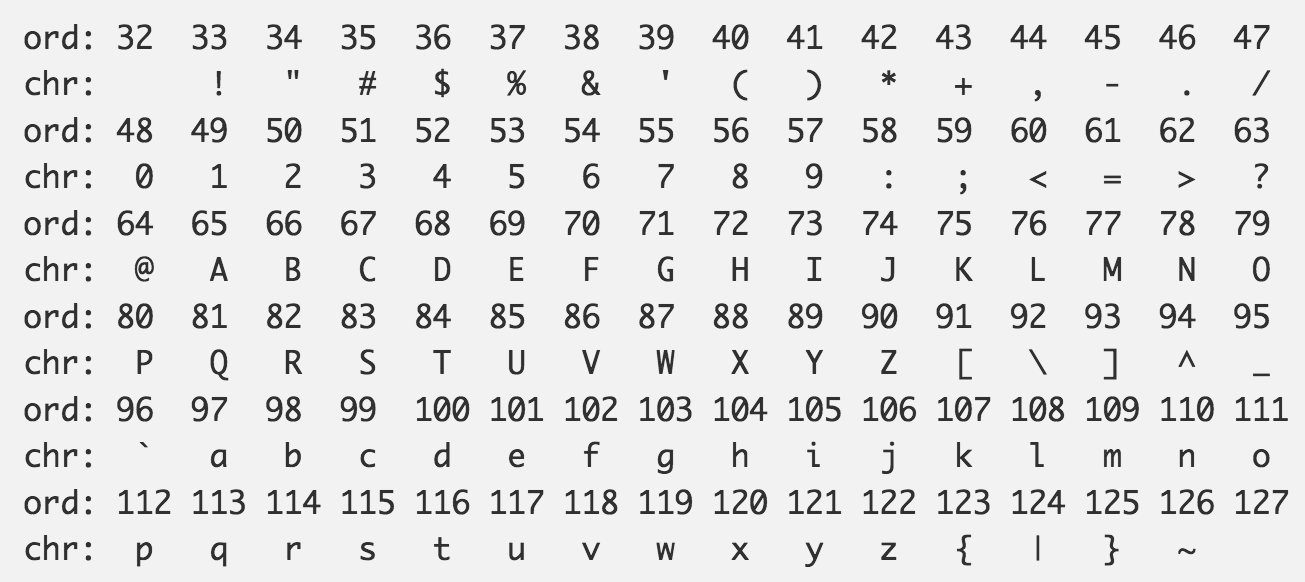 ord: 32  33  34  35  36  37  38  39  40  41  42  43  44  45  46  47
chr:     !   "   #   $   %   &   '   (   )   *   +   ,   -   .   /
ord: 48  49  50  51  52  53  54  55  56  57  58  59  60  61  62  63
chr:  0   1   2   3   4   5   6   7   8   9   :   ;   <   =   >   ?
ord: 64  65  66  67  68  69  70  71  72  73  74  75  76  77  78  79
chr:  @   A   B   C   D   E   F   G   H   I   J   K   L   M   N   O
ord: 80  81  82  83  84  85  86  87  88  89  90  91  92  93  94  95
chr:  P   Q   R   S   T   U   V   W   X   Y   Z   [   \   ]   ^   _
ord: 96  97  98  99  100 101 102 103 104 105 106 107 108 109 110 111
chr:  `   a   b   c   d   e   f   g   h   i   j   k   l   m   n   o
ord: 112 113 114 115 116 117 118 119 120 121 122 123 124 125 126 127
chr:  p   q   r   s   t   u   v   w   x   y   z   {   |   }   ~